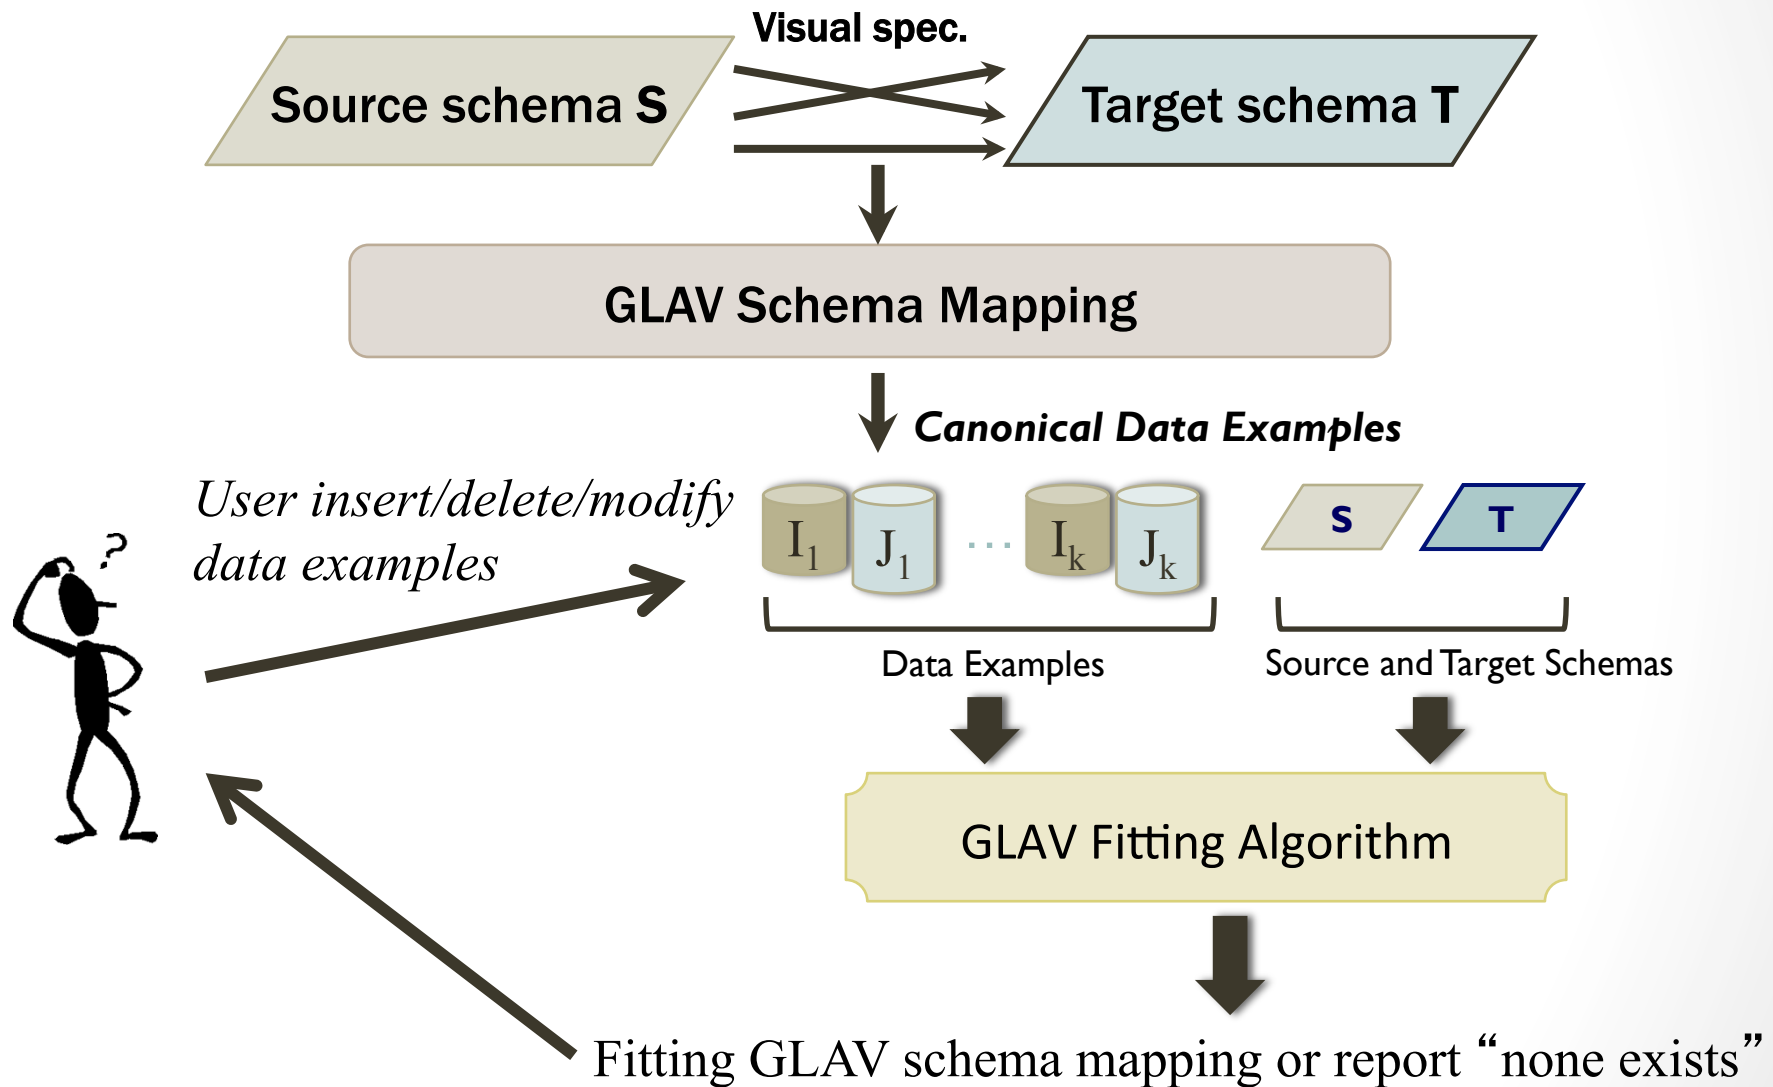 Visual spec.
Source schema S
Target schema T
GLAV Schema Mapping
Canonical Data Examples
User insert/delete/modify
data examples
?
I1 J1 ... Ik Jk
S T
Data Examples
Source and Target Schemas
GLAV Fitting Algorithm
Fitting GLAV schema mapping or report “none exists”